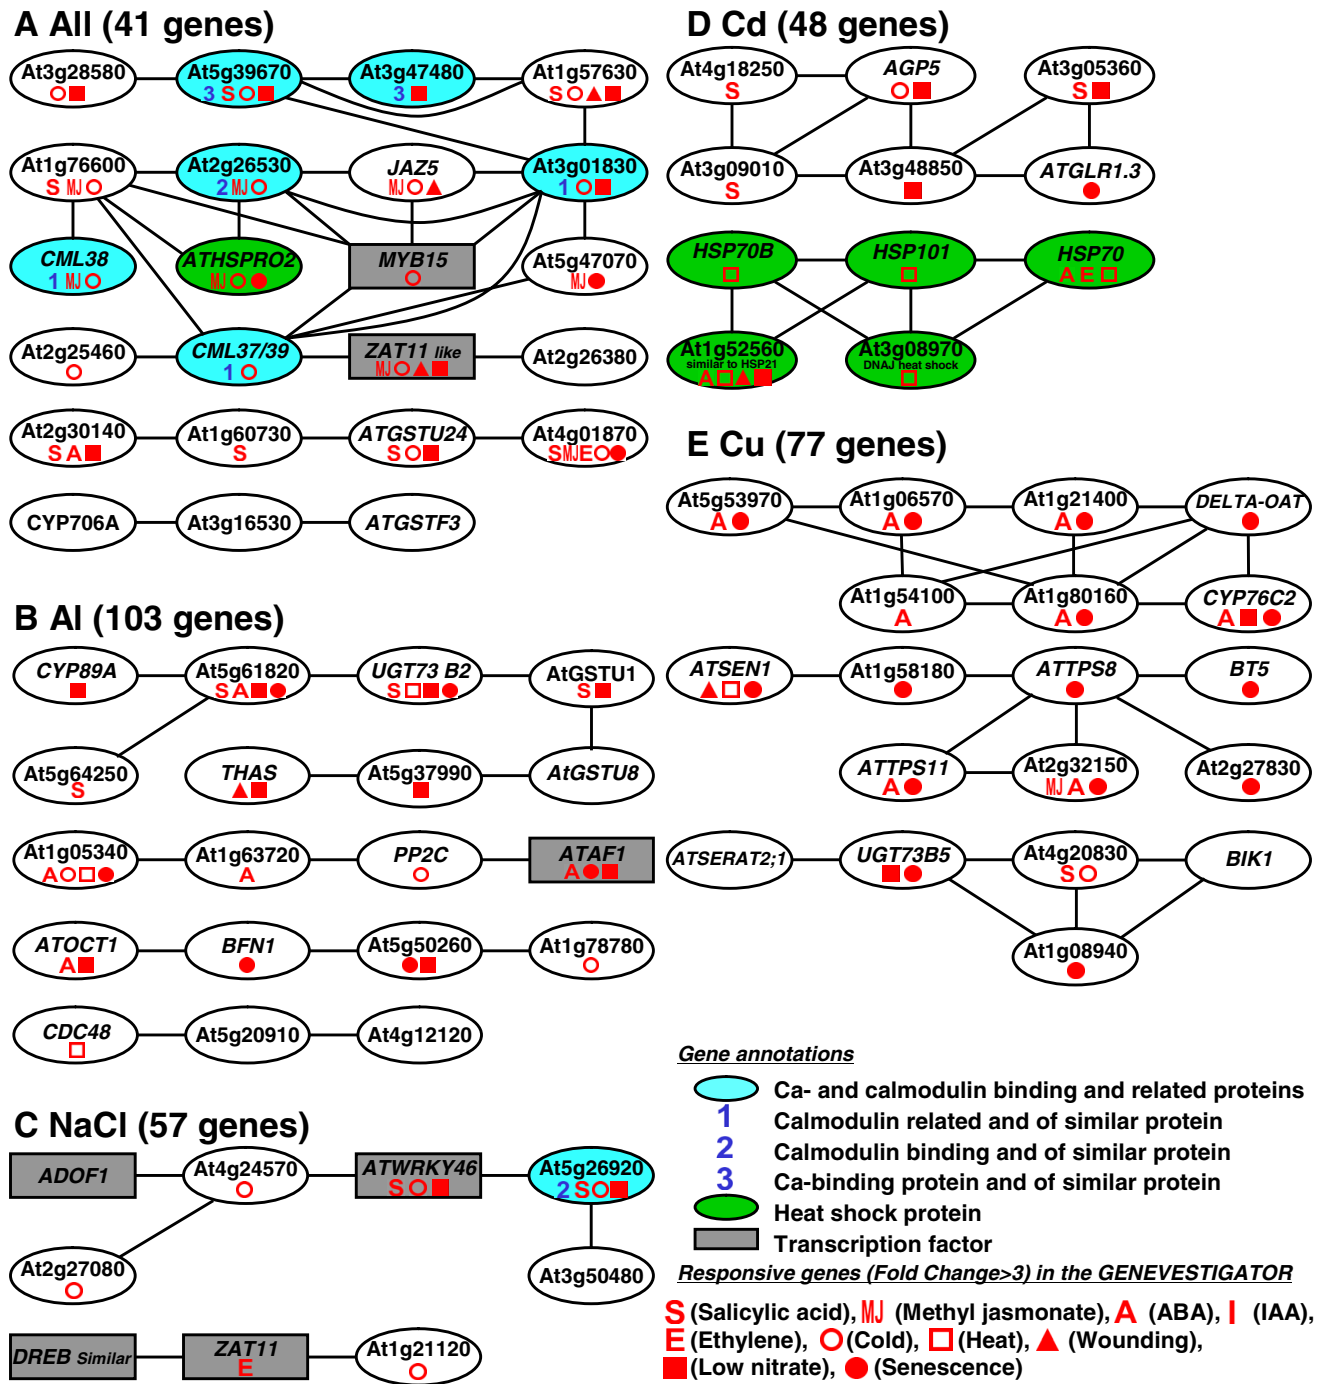 A All (41 genes)
At3g28580 At5g39670 At3g47480 At1g57630
3 S 3 S
At1g76600 At2g26530 JAZ5 At3g01830
S MJ 2 MJ MJ 1
CML38 ATHSPRO2 MYB15 At5g47070
1 MJ MJ MJ
At2g25460 CML37/39 ZAT11 like At2g26380
1 MJ
At2g30140 At1g60730 ATGSTU24 At4g01870
S A S S S MJ E
CYP706A At3g16530 ATGSTF3
B Al (103 genes)
CYP89A At5g61820 UGT73 B2 AtGSTU1
S A S S
At5g64250 THAS At5g37990 AtGSTU8
S
At1g05340 At1g63720 PP2C ATAF1
A A A
ATOCT1 BFN1 At5g50260 At1g78780
A
CDC48 At5g20910 At4g12120
C NaCl (57 genes)
ADOF1 At4g24570 ATWRKY46 At5g26920
S 2 S
At2g27080 At3g50480
DREB Similar ZAT11 At1g21120
E
D Cd (48 genes)
At4g18250 AGP5 At3g05360
S S
At3g09010 At3g48850 ATGLR1.3
S
HSP70B HSP101 HSP70
A E
At1g52560 At3g08970
similar to HSP21 DNAJ heat shock
A
E Cu (77 genes)
At5g53970 At1g06570 At1g21400 DELTA-OAT
A A A
At1g54100 At1g80160 CYP76C2
A A A
ATSEN1 At1g58180 ATTPS8 BT5
ATTPS11 At2g32150 At2g27830
A MJ A
ATSERAT2;1 UGT73B5 At4g20830 BIK1
S
At1g08940
Gene annotations
Ca- and calmodulin binding and related proteins
1 Calmodulin related and of similar protein
2 Calmodulin binding and of similar protein
3 Ca-binding protein and of similar protein
Heat shock protein
Transcription factor
Responsive genes (Fold Change>3) in the GENEVESTIGATOR
S (Salicylic acid), MJ (Methyl jasmonate), A (ABA), I (IAA),
E (Ethylene), (Cold), (Heat), (Wounding),
(Low nitrate), (Senescence)